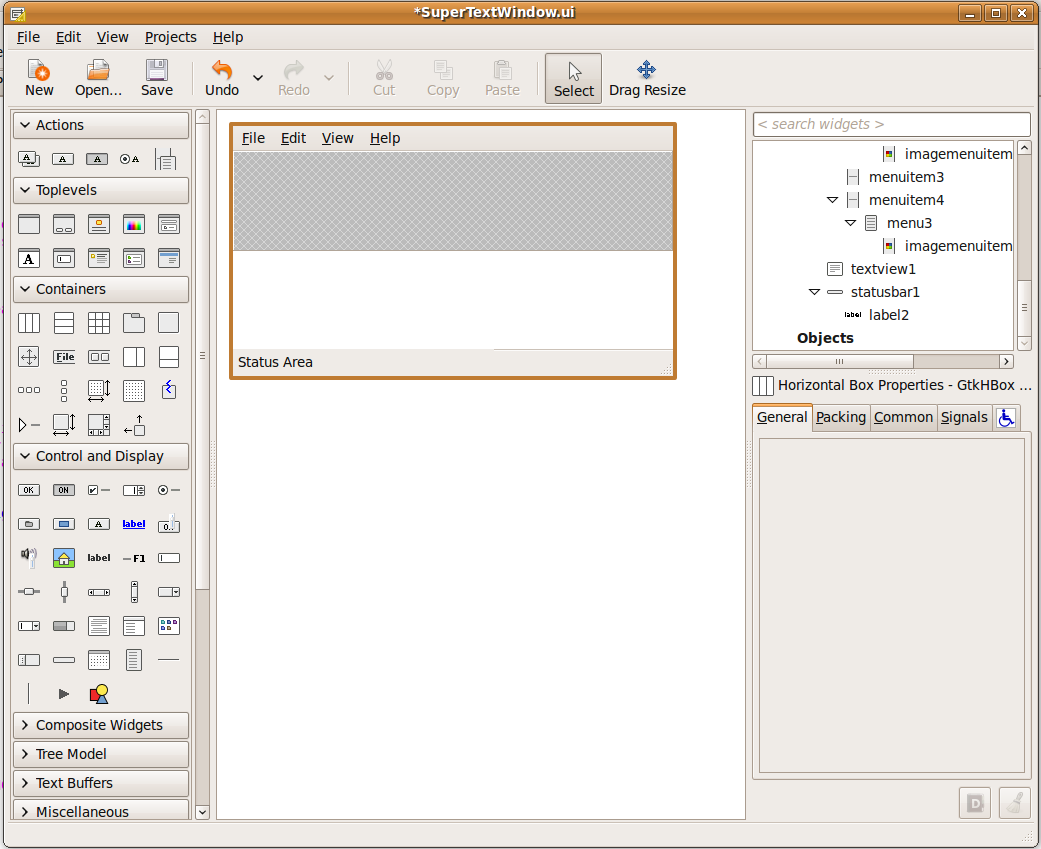 *SuperTextWindow.ui
File Edit View Projects Help
New Open... Save Undo Redo Cut Copy Paste Select Drag Resize
Actions
A A A A
Toplevels
A
Containers
File
Control and Display
OK ON
A label 0..
label F1
Composite Widgets
Tree Model
Text Buffers
Miscellaneous
File Edit View Help
Status Area
< search widgets >
imagemenuitem
menuitem3
menuitem4
menu3
imagemenuitem
textview1
statusbar1
label label2
Objects
Horizontal Box Properties - GtkHBox ...
General Packing Common Signals
D